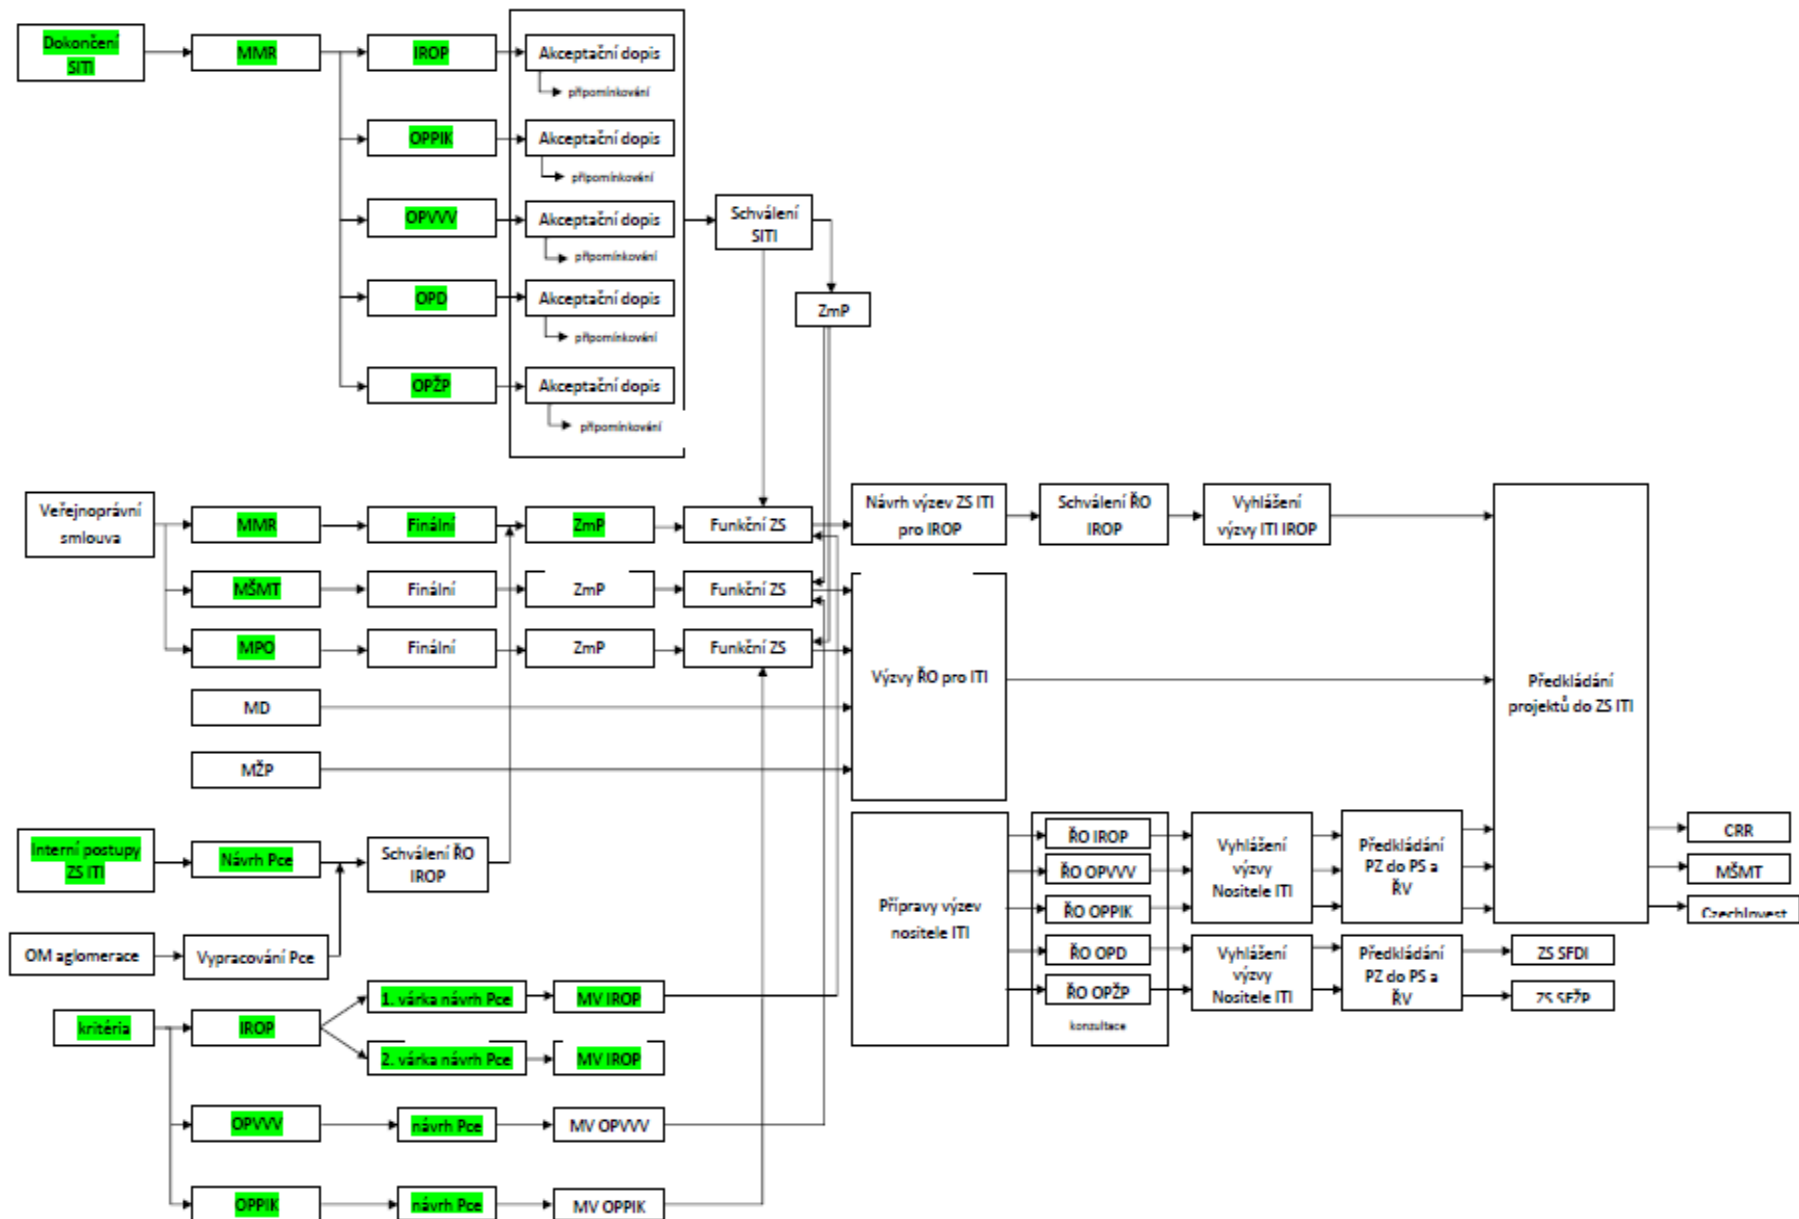 Dokončení
SITI
MMR
IROP
Akceptační dopis
připomínkování
OPPIK
Akceptační dopis
připomínkování
OPVVV
Akceptační dopis
připomínkování
OPD
Akceptační dopis
připomínkování
OPŽP
Akceptační dopis
připomínkování
Schválení
SITI
ZmP
Veřejnoprávní
smlouva
MMR
Finální
ZmP
Funkční ZS
Návrh výzev ZS ITI
pro IROP
Schválení ŘO
IROP
Vyhlášení
výzvy ITI IROP
MŠMT
Finální
ZmP
Funkční ZS
MPO
Finální
ZmP
Funkční ZS
MD
MŽP
Výzvy ŘO pro ITI
Předkládání
projektů do ZS ITI
Interní postupy
ZS ITI
Návrh Pce
Schválení ŘO
IROP
OM aglomerace
Vypracování Pce
kritéria
IROP
1. várka návrh Pce
MV IROP
2. várka návrh Pce
MV IROP
OPVVV
návrh Pce
MV OPVVV
OPPIK
návrh Pce
MV OPPIK
Přípravy výzev
nositele ITI
ŘO IROP
ŘO OPVVV
ŘO OPPIK
ŘO OPD
ŘO OPŽP
konzultace
Vyhlášení
výzvy
Nositele ITI
Předkládání
PZ do PS a
ŘV
Vyhlášení
výzvy
Nositele ITI
Předkládání
PZ do PS a
ŘV
CRR
MŠMT
CzechInvest
ZS SFDI
ZS SFŽP